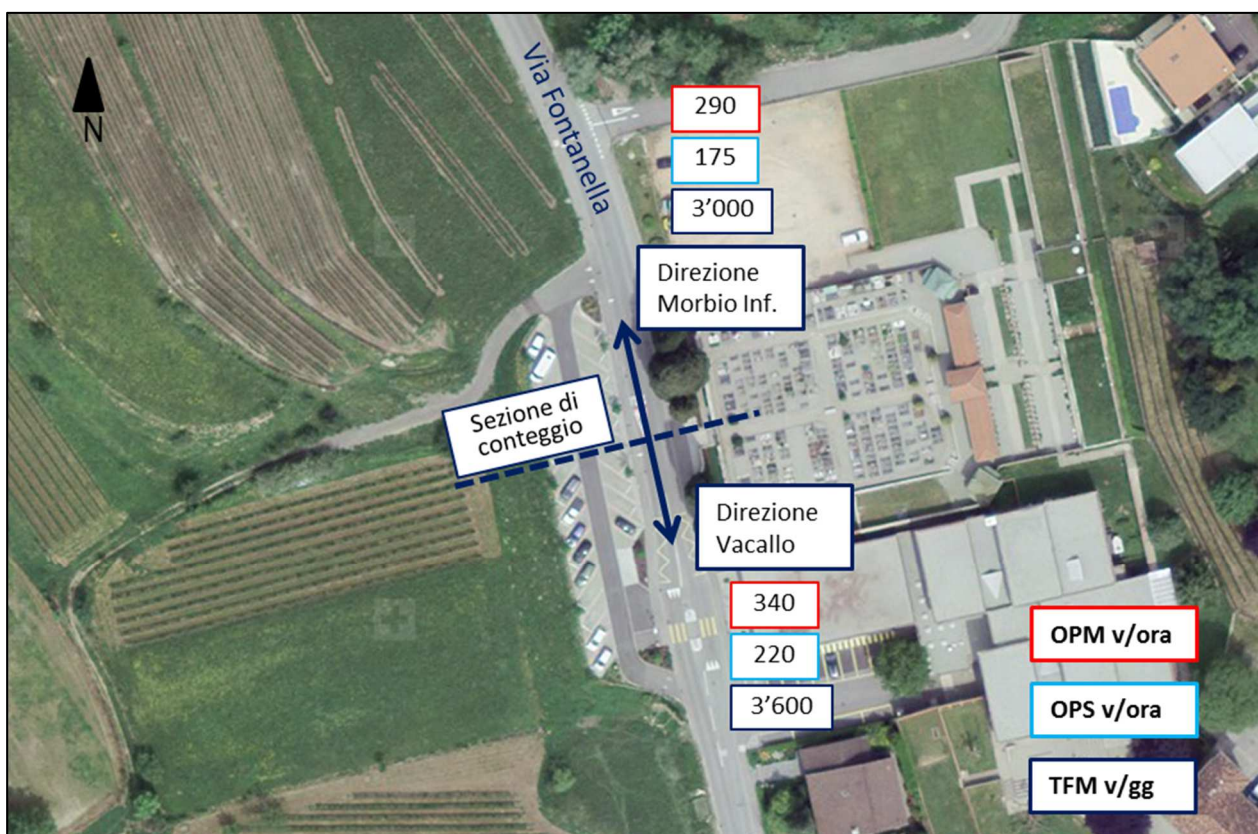 N
Via Fontanella
290
175
3’000
Direzione
Morbio Inf.
Sezione di
conteggio
Direzione
Vacallo
340
220
3’600
OPM v/ora
OPS v/ora
TFM v/gg